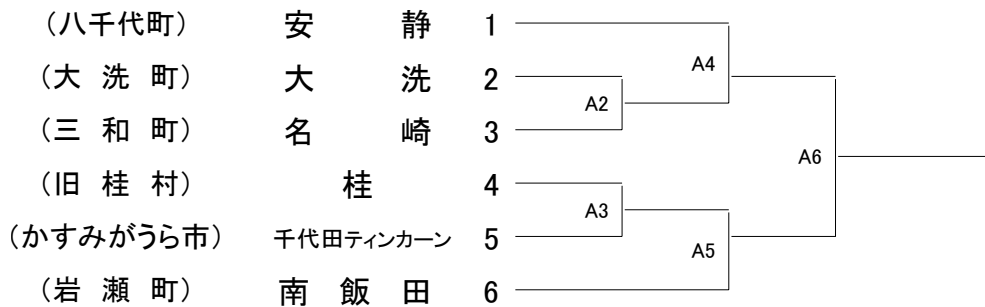 (八千代町) 安 静 1
A4
(大 洗 町) 大 洗 2
A2
(三 和 町) 名 崎 3
A6
(旧 桂 村) 桂 4
A3
(かすみがうら市) 千代田ティンカーン 5
A5
(岩 瀬 町) 南 飯 田 6